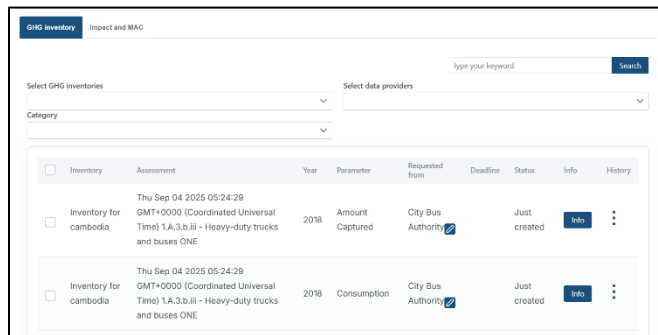 GHG inventory Impact and MAC
Type your keyword Search
Select GHG inventories Select data providers
Category
Inventory Assessment Year Parameter Requested from Deadline Status Info History
Inventory for cambodia
Thu Sep 04 2025 05:24:29
GMT+0000 (Coordinated Universal
Time) 1.A.3.b.iii - Heavy-duty trucks
and buses ONE
2018
Amount
Captured
City Bus
Authority
Just
created
Info
Inventory for
cambodia
Thu Sep 04 2025 05:24:29
GMT+0000 (Coordinated Universal
Time) 1.A.3.b.iii - Heavy-duty trucks
and buses ONE
2018
Consumption
City Bus
Authority
Just
created
Info